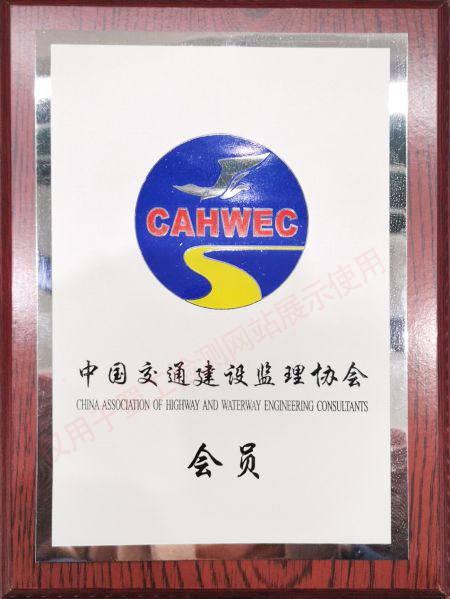 CAHWEC
中国交通建设监理协会
CHINA ASSOCIATION OF HIGHWAY AND WATERWAY ENGINEERING CONSULTANTS
会员